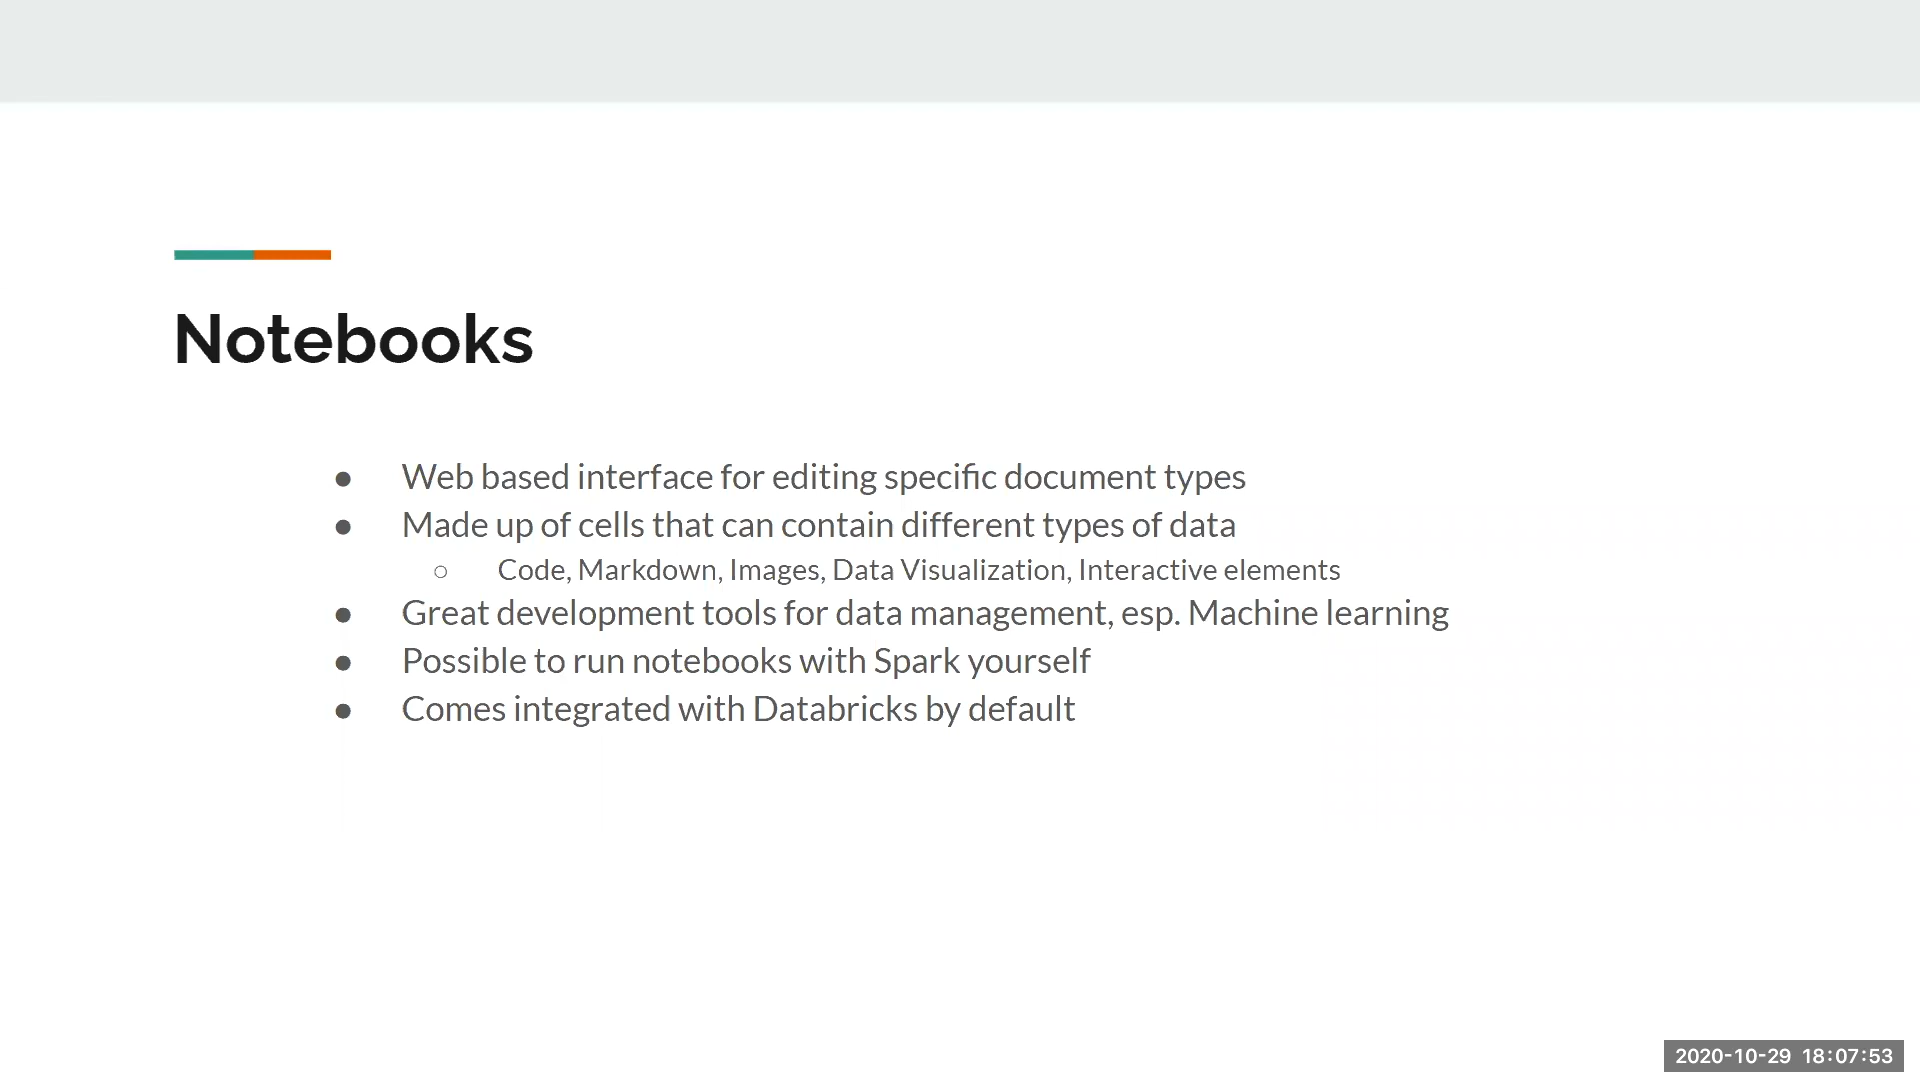 Notebooks
● Web based interface for editing specific document types
● Made up of cells that can contain different types of data
○ Code, Markdown, Images, Data Visualization, Interactive elements
● Great development tools for data management, esp. Machine learning
● Possible to run notebooks with Spark yourself
● Comes integrated with Databricks by default
2020-10-29 18:07:53